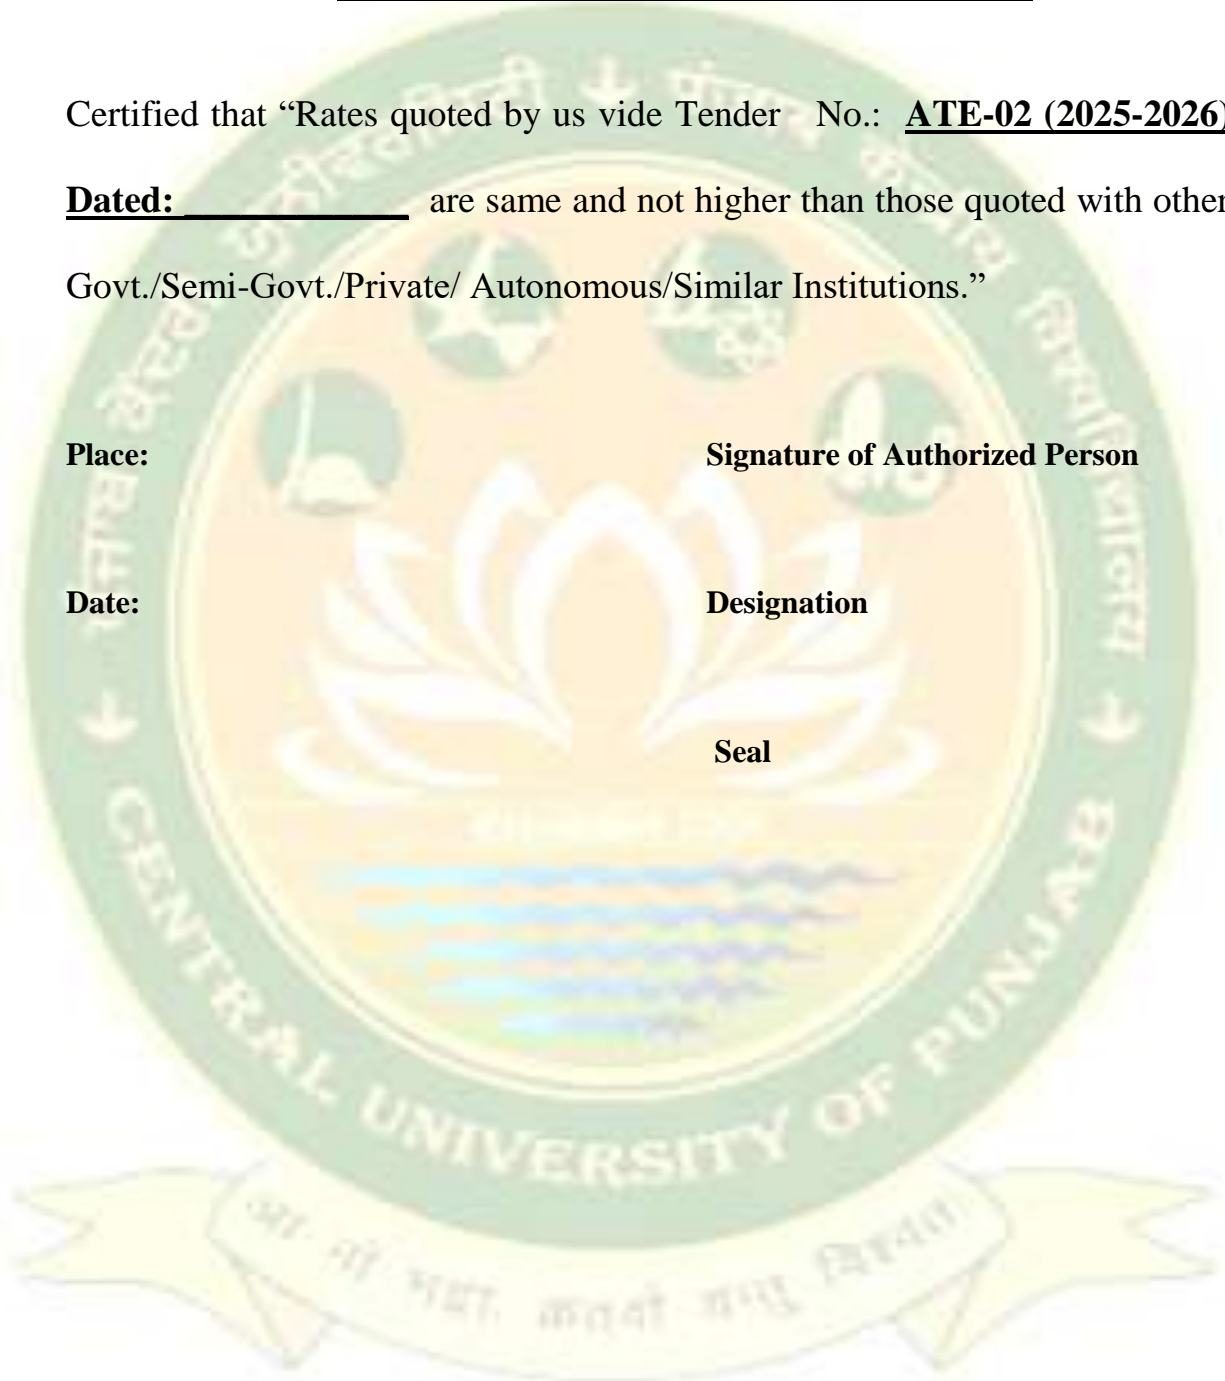 Certified that “Rates quoted by us vide Tender No.: ATE-02 (2025-2026)
Dated: ____________ are same and not higher than those quoted with other
Govt./Semi-Govt./Private/ Autonomous/Similar Institutions.”
Place: Signature of Authorized Person
Date: Designation
Seal
पंजाब केन्द्रीय विश्वविद्यालय
CENTRAL UNIVERSITY OF PUNJAB